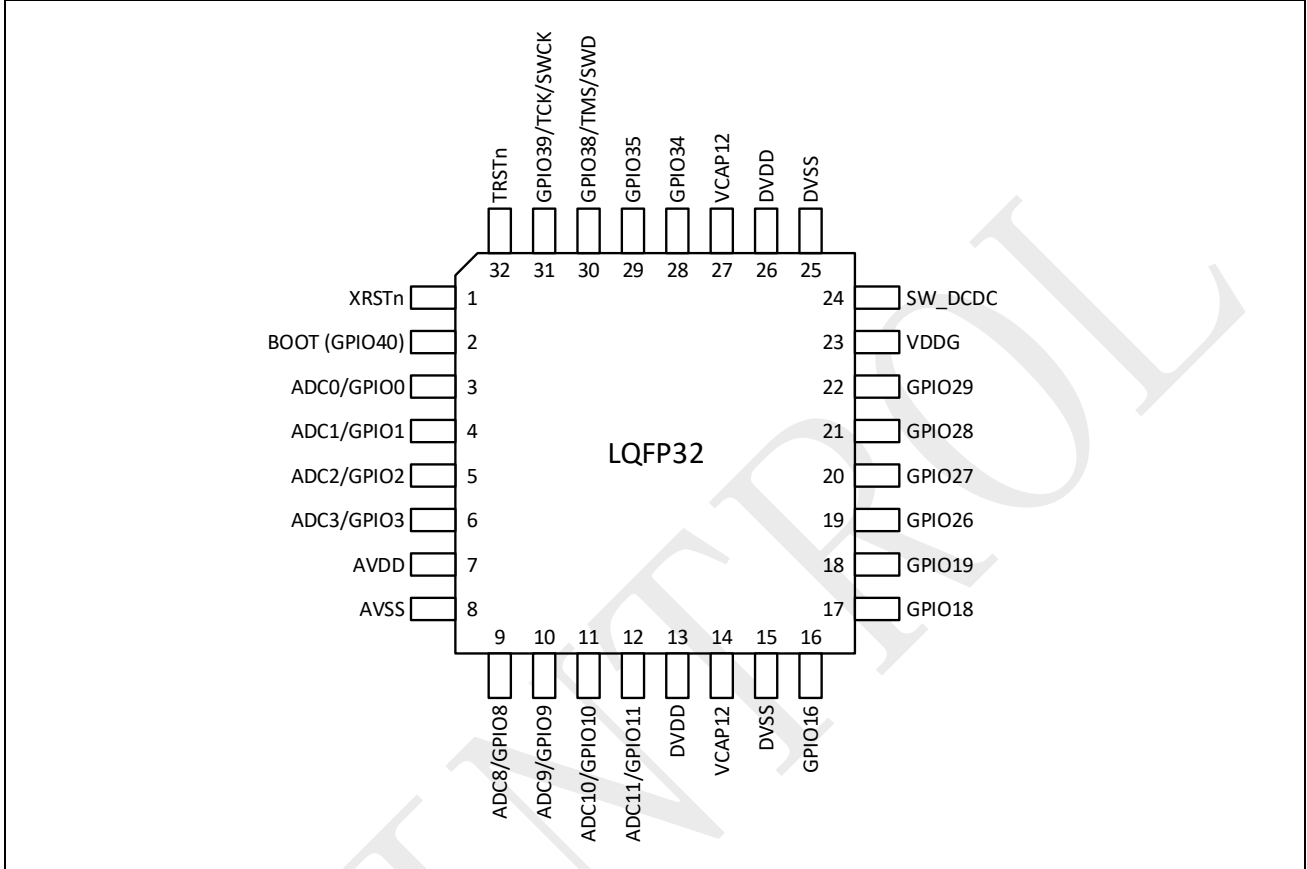 TRSTn
GPIO39/TCK/SWCK
GPIO38/TMS/SWD
GPIO35
GPIO34
VCAP12
DVDD
DVSS
32 31 30 29 28 27 26 25
XRSTn 1
BOOT (GPIO40) 2
ADC0/GPIO0 3
ADC1/GPIO1 4
ADC2/GPIO2 5
ADC3/GPIO3 6
AVDD 7
AVSS 8
LQFP32
24 SW_DCDC
23 VDDG
22 GPIO29
21 GPIO28
20 GPIO27
19 GPIO26
18 GPIO19
17 GPIO18
9 10 11 12 13 14 15 16
ADC8/GPIO8
ADC9/GPIO9
ADC10/GPIO10
ADC11/GPIO11
DVDD
VCAP12
DVSS
GPIO16
NTROL